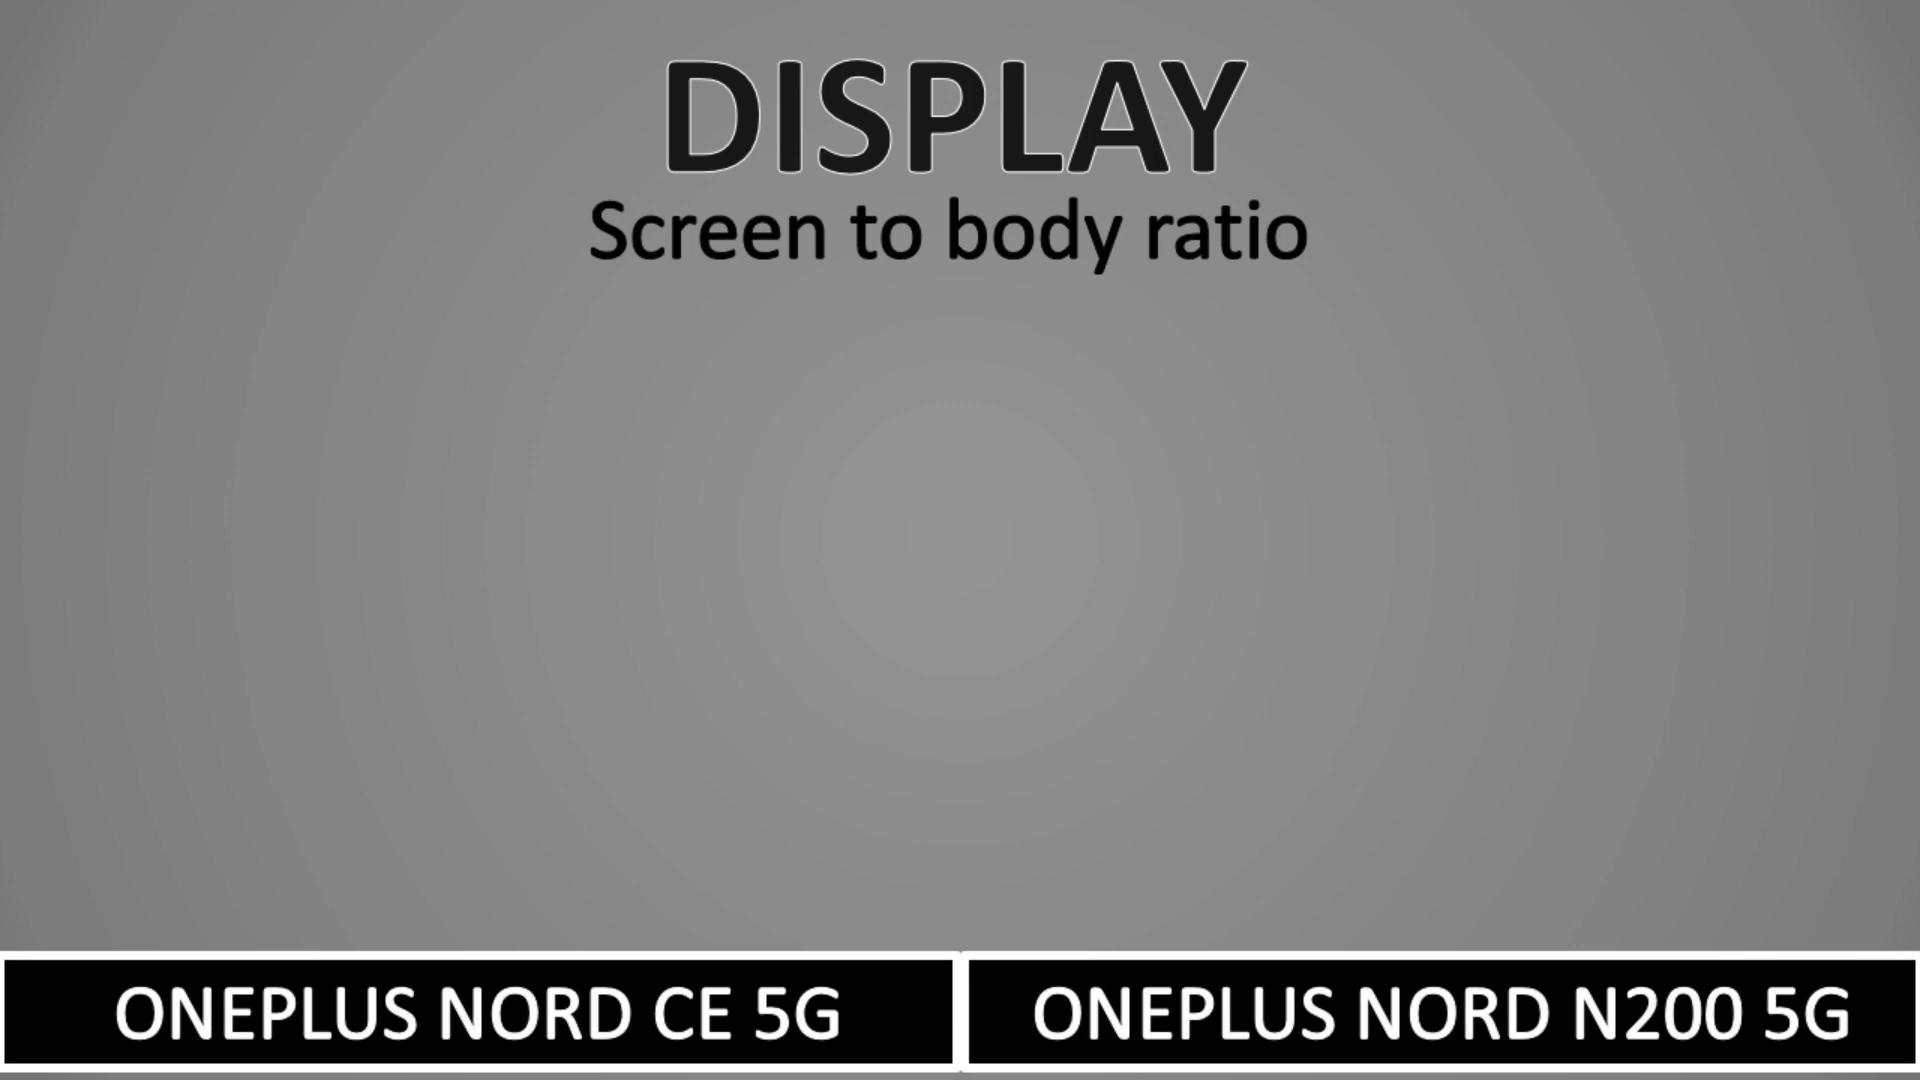 DISPLAY
Screen to body ratio
ONEPLUS NORD CE 5G
ONEPLUS NORD N200 5G